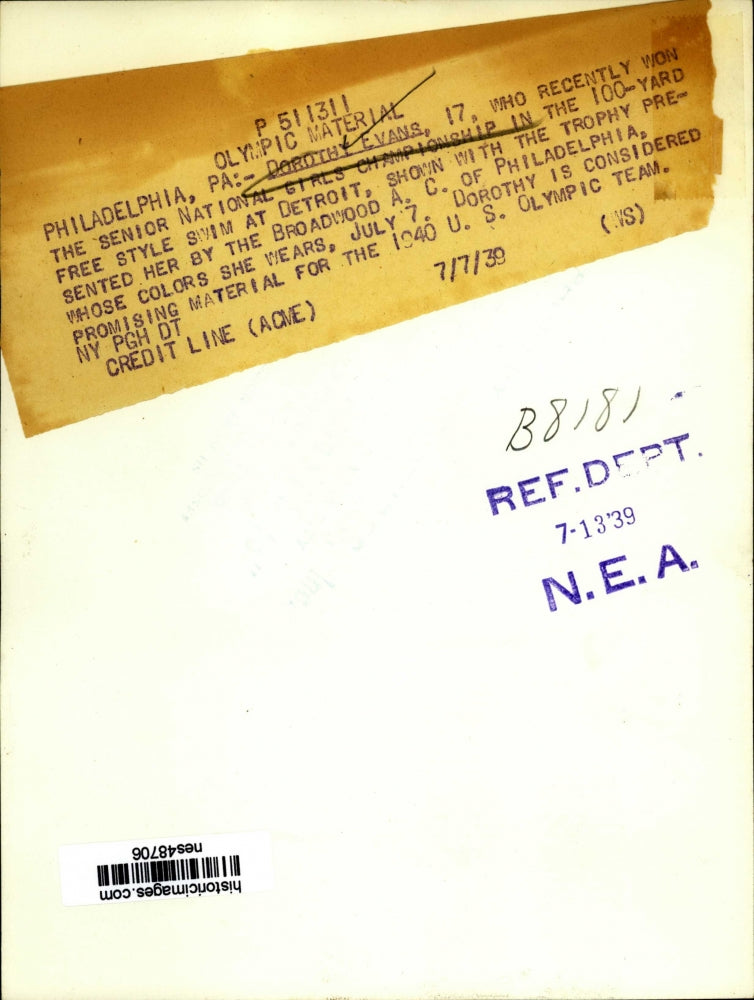 P 511311
OLYMPIC MATERIAL
PHILADELPHIA, PA:- DOROTHY EVANS, 17, WHO RECENTLY WON
THE SENIOR NATIONAL GIRLS CHAMPIONSHIP IN THE 100-YARD
FREE STYLE SWIM AT DETROIT, SHOWN WITH THE TROPHY PRE-
SENTED HER BY THE BROADWOOD A. C. OF PHILADELPHIA,
WHOSE COLORS SHE WEARS, JULY 7. DOROTHY IS CONSIDERED
PROMISING MATERIAL FOR THE 1940 U. S. OLYMPIC TEAM.
NY PGH DT
CREDIT LINE (ACME) 7/7/39 (WS)
B8181
REF.DEPT.
7-13'39
N.E.A.
historicimages.com
nes48706